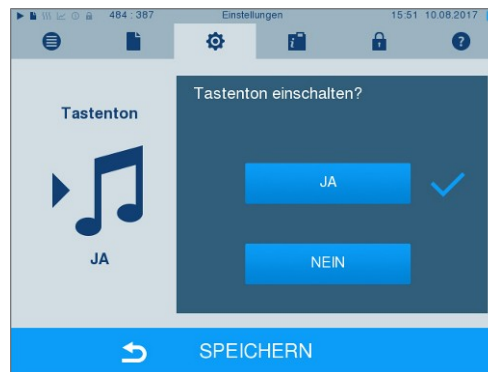 484 : 387 Einstellungen 15:51 10.08.2017
Tastenton
JA
Tastenton einschalten?
JA
NEIN
SPEICHERN